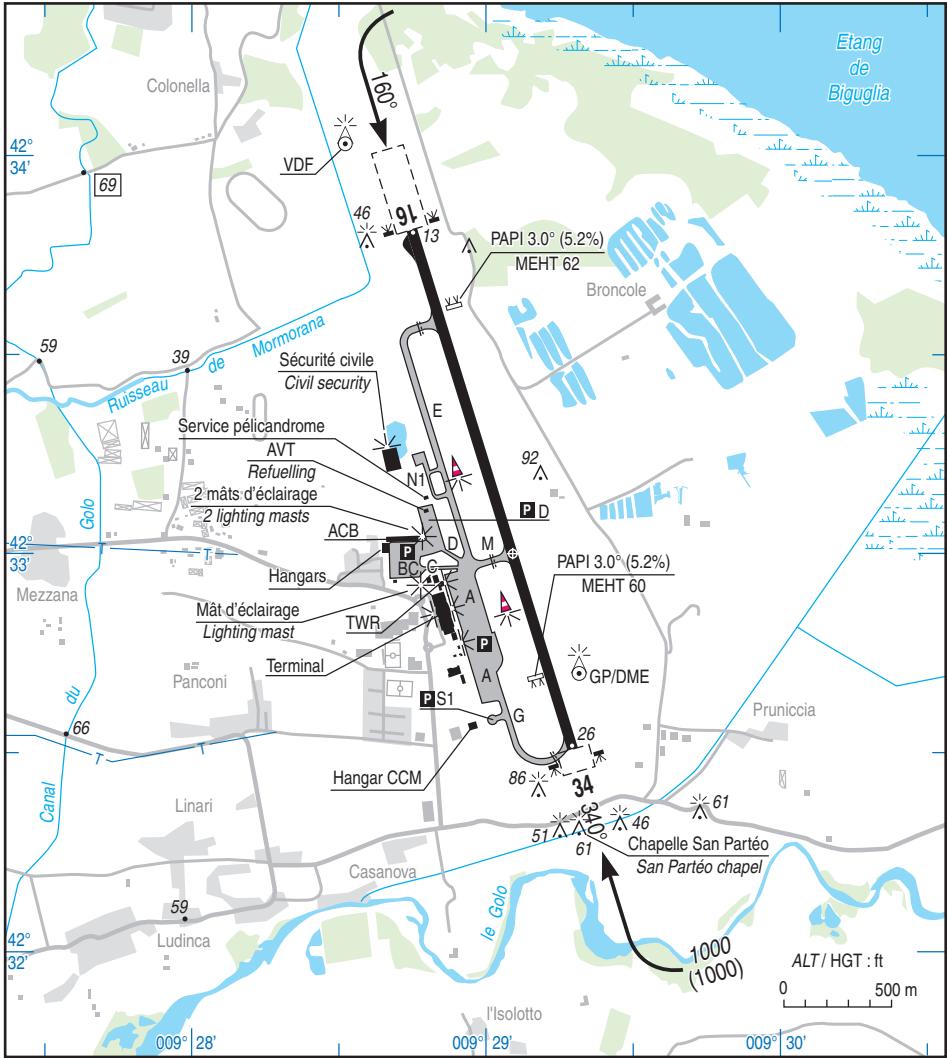 Etang
de
Biguglia
Colonella
160°
42°
34'
VDF
69
16
46
13
PAPI 3.0° (5.2%)
MEHT 62
Broncole
59
39
Ruisseau de Mormorana
Sécurité civile
Civil security
E
Service pélicandrome
AVT
Refuelling
N1
92
2 mâts d'éclairage
2 lighting masts
P D
Golo
ACB
P
D
M
42°
33'
T
T
BC
C
PAPI 3.0° (5.2%)
MEHT 60
Hangars
A
Mezzana
Mât d'éclairage
Lighting mast
TWR
P
Terminal
A
GP/DME
Panconi
P S1
G
Pruniccia
du
66
26
T
T
Hangar CCM
86
34
Linari
Canal
340°
51
61
46
61
Chapelle San Partéo
San Partéo chapel
Casanova
59
Ludinca
le Golo
42°
32'
1000
(1000)
ALT / HGT : ft
0 500 m
l'Isolotto
009° 28'
009° 29'
009° 30'